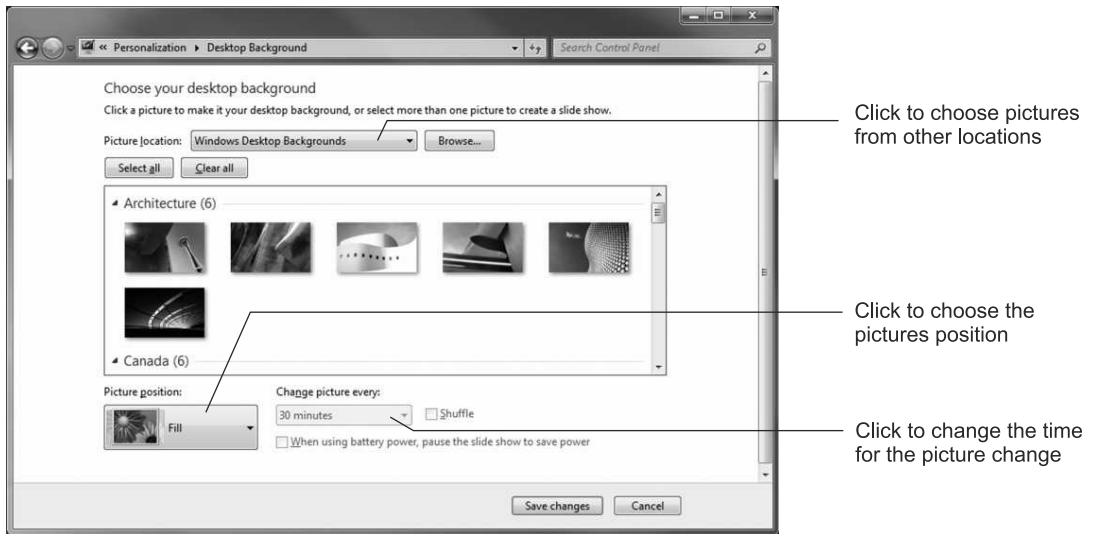 « Personalization ▸ Desktop Background
Search Control Panel
Choose your desktop background
Click a picture to make it your desktop background, or select more than one picture to create a slide show.
Picture location: Windows Desktop Backgrounds Browse...
Select all Clear all
Architecture (6)
Canada (6)
Picture position:
Fill
Change picture every:
30 minutes Shuffle
When using battery power, pause the slide show to save power
Save changes Cancel
Click to choose pictures
from other locations
Click to choose the
pictures position
Click to change the time
for the picture change